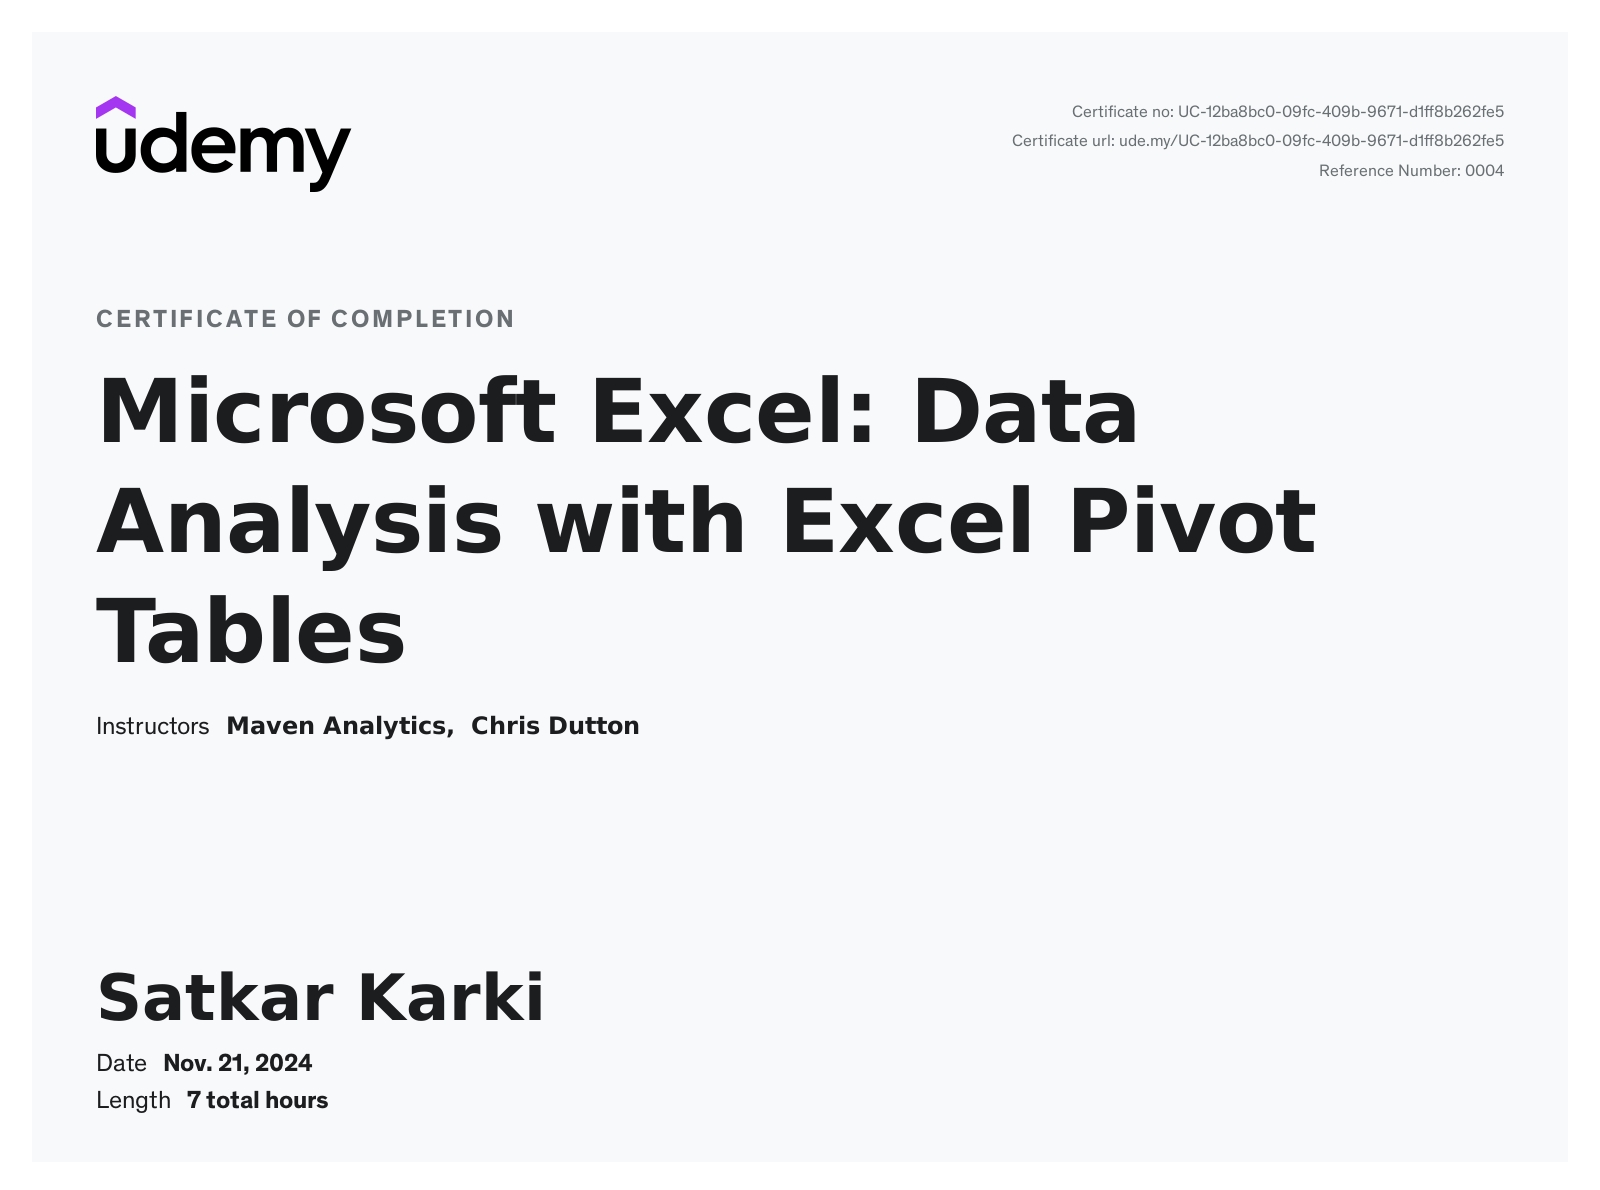 udemy
Certificate no: UC-12ba8bc0-09fc-409b-9671-d1ff8b262fe5
Certificate url: ude.my/UC-12ba8bc0-09fc-409b-9671-d1ff8b262fe5
Reference Number: 0004
CERTIFICATE OF COMPLETION
Microsoft Excel: Data
Analysis with Excel Pivot
Tables
Instructors Maven Analytics, Chris Dutton
Satkar Karki
Date Nov. 21, 2024
Length 7 total hours